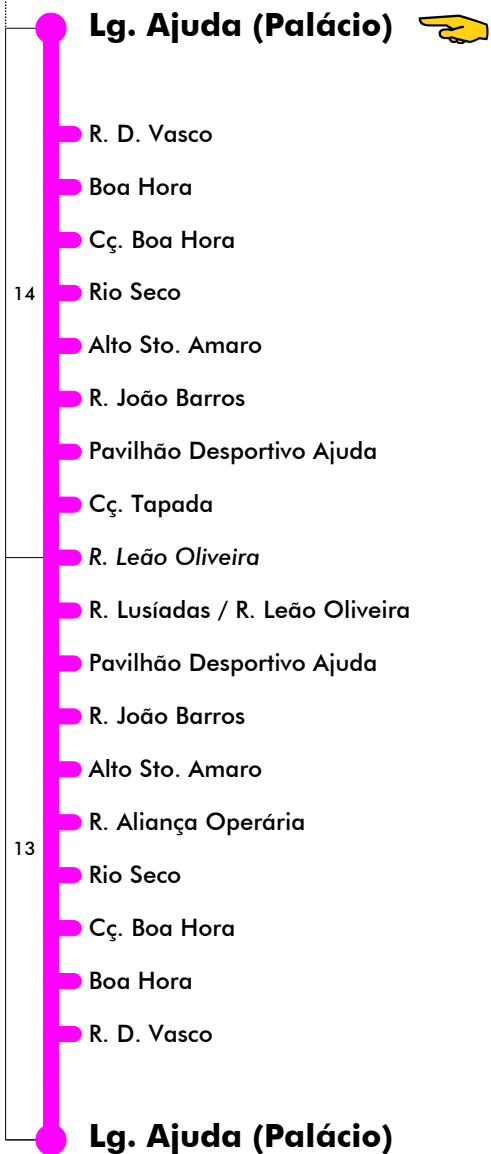 Lg. Ajuda (Palácio)
R. D. Vasco
Boa Hora
Cç. Boa Hora
14
Rio Seco
Alto Sto. Amaro
R. João Barros
Pavilhão Desportivo Ajuda
Cç. Tapada
R. Leão Oliveira
R. Lusíadas / R. Leão Oliveira
Pavilhão Desportivo Ajuda
R. João Barros
Alto Sto. Amaro
R. Aliança Operária
13
Rio Seco
Cç. Boa Hora
Boa Hora
R. D. Vasco
Lg. Ajuda (Palácio)